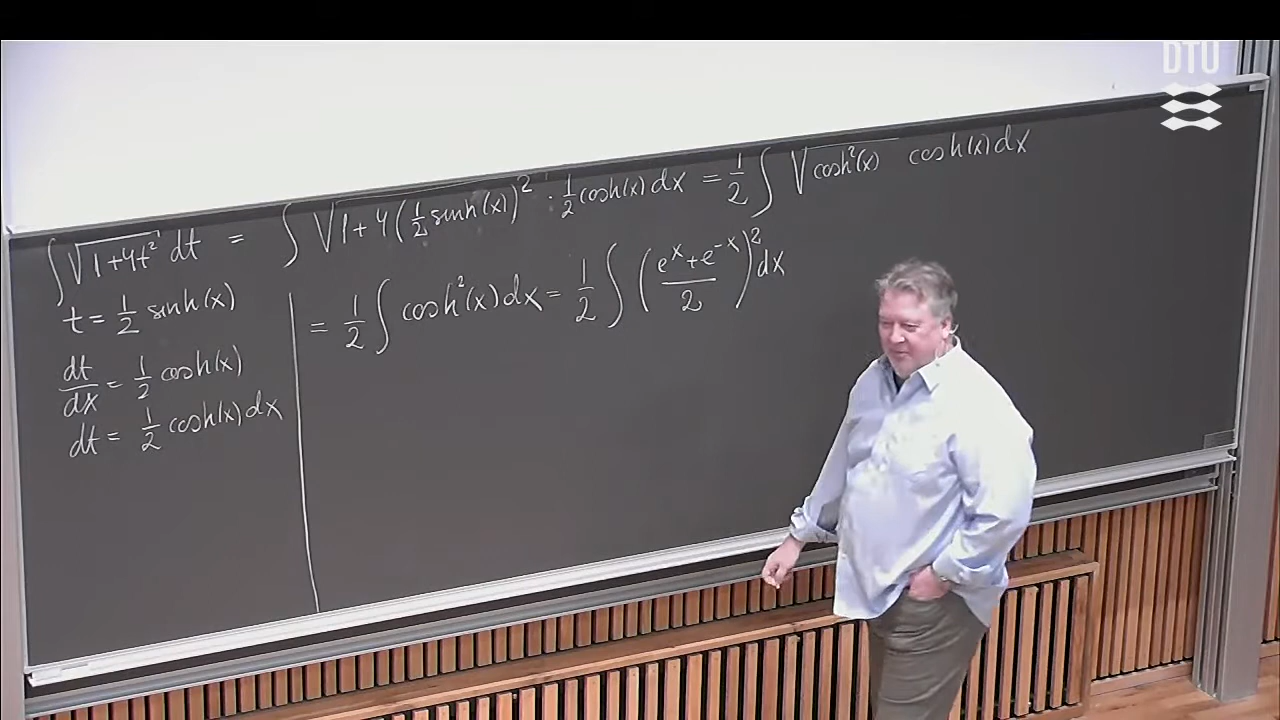 DTU
∫√(1+4t²) dt = ∫√(1+4(½ sinh(x))²) · ½ cosh(x) dx = ½ ∫ √(cosh²(x)) cosh(x) dx
t = ½ sinh(x)
dt/dx = ½ cosh(x)
dt = ½ cosh(x) dx
= ½ ∫ cosh²(x) dx = ½ ∫ ((eˣ + e⁻ˣ)/2)² dx